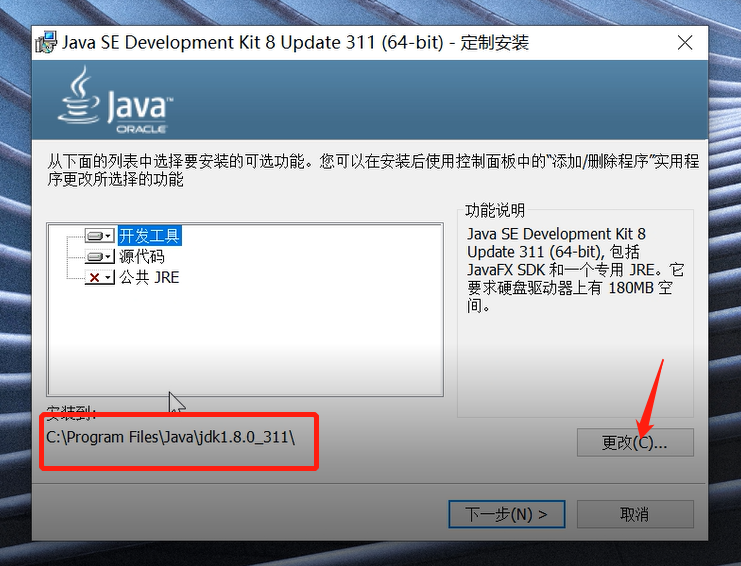 Java SE Development Kit 8 Update 311 (64-bit) - 定制安装
Java™
ORACLE
从下面的列表中选择要安装的可选功能。您可以在安装后使用控制面板中的“添加/删除程序”实用程
序更改所选择的功能
开发工具
源代码
公共 JRE
功能说明
Java SE Development Kit 8
Update 311 (64-bit), 包括
JavaFX SDK 和一个专用 JRE。它
要求硬盘驱动器上有 180MB 空
间。
安装到:
C:\Program Files\Java\jdk1.8.0_311\
更改(C)...
下一步(N) >
取消